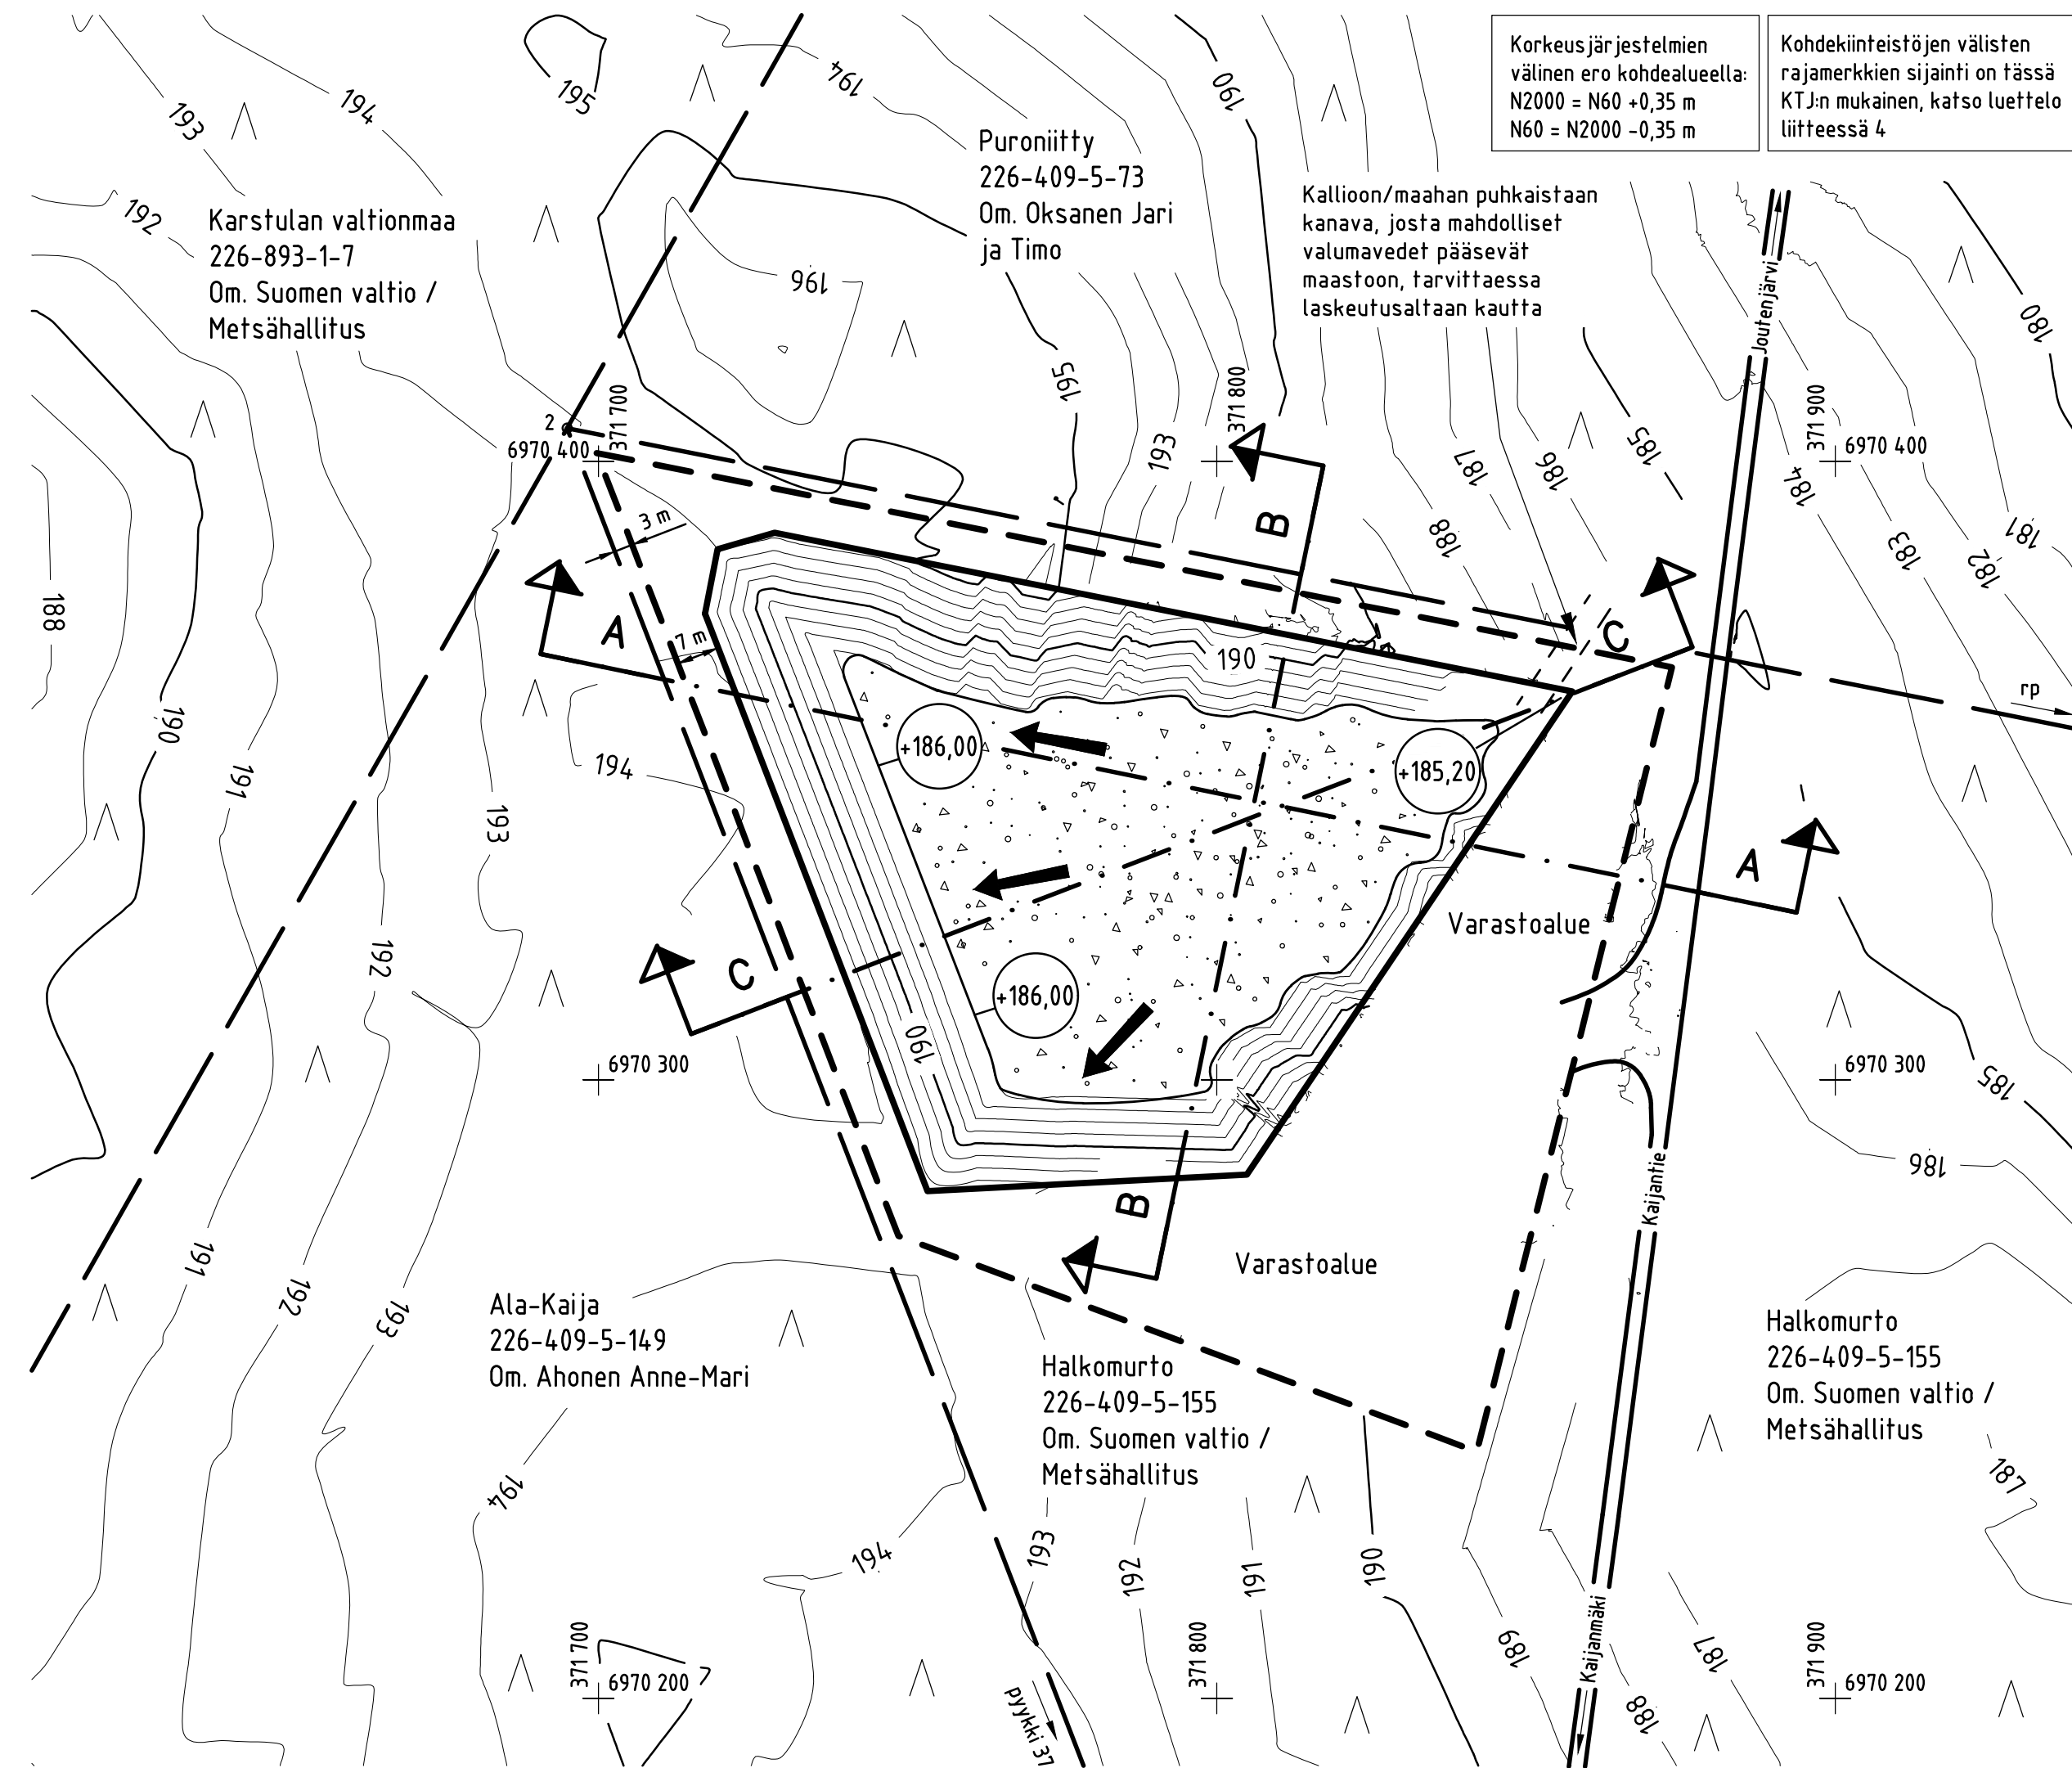 Korkeusjärjestelmien
välinen ero kohdealueella:
N2000 = N60 +0,35 m
N60 = N2000 -0,35 m
Kohdekiinteistöjen välisten
rajamerkkien sijainti on tässä
KTJ:n mukainen, katso luettelo
liitteessä 4
195
194
194
193
190
Puroniitty
226-409-5-73
Om. Oksanen Jari
ja Timo
Kallioon/maahan puhkaistaan
kanava, josta mahdolliset
valumavedet pääsevät
maastoon, tarvittaessa
laskeutusaltaan kautta
192
Karstulan valtionmaa
226-893-1-7
Om. Suomen valtio /
Metsähallitus
196
Joutenjärvi
180
195
371 700
371 800
371 900
2
6970 400
6970 400
193
187
186
185
184
188
183
182
181
3 m
B
188
A
7 m
C
190
rp
190
191
194
+186,00
+185,20
193
A
192
C
Varastoalue
+186,00
190
6970 300
6970 300
185
186
Kaijantie
B
191
192
193
Varastoalue
Ala-Kaija
226-409-5-149
Om. Ahonen Anne-Mari
Halkomurto
226-409-5-155
Om. Suomen valtio /
Metsähallitus
Halkomurto
226-409-5-155
Om. Suomen valtio /
Metsähallitus
194
187
194
193
192
191
190
189
Kaijanmäki
187
188
371 700
6970 200
371 800
371 900
6970 200
pyykki 37